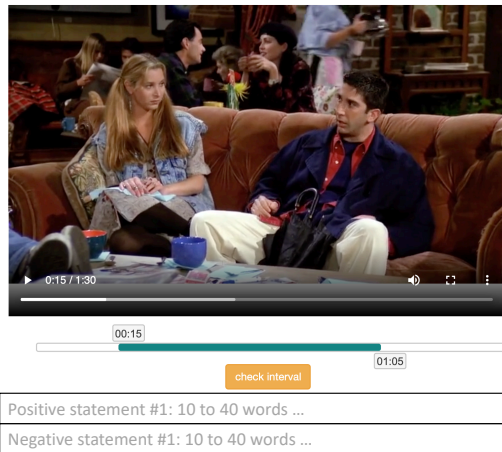 0:15 / 1:30
00:15
01:05
check interval
Positive statement #1: 10 to 40 words ...
Negative statement #1: 10 to 40 words ...